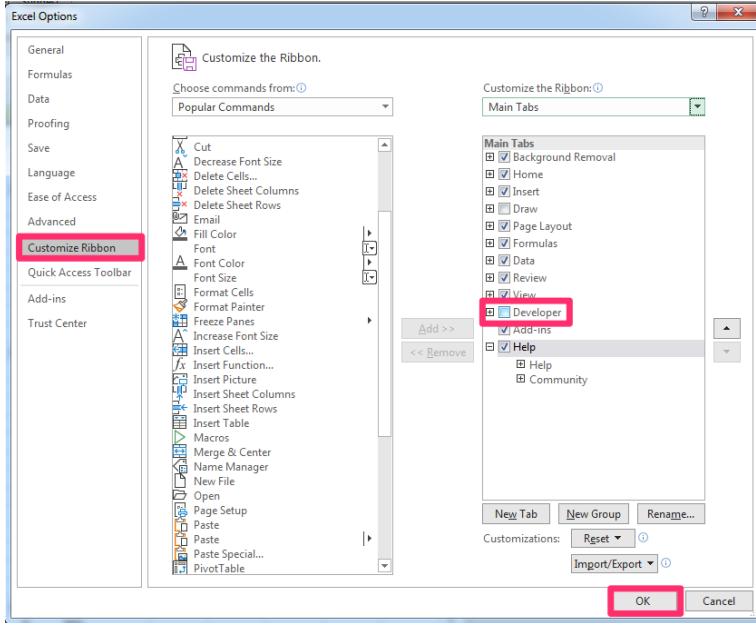 Excel Options
General
Formulas
Data
Proofing
Save
Language
Ease of Access
Advanced
Customize Ribbon
Quick Access Toolbar
Add-ins
Trust Center
Customize the Ribbon.
Choose commands from:
Popular Commands
Cut
Decrease Font Size
Delete Cells...
Delete Sheet Columns
Delete Sheet Rows
Email
Fill Color
Font
Font Color
Font Size
Format Cells
Format Painter
Freeze Panes
Increase Font Size
Insert Cells...
Insert Function...
Insert Picture
Insert Sheet Columns
Insert Sheet Rows
Insert Table
Macros
Merge & Center
Name Manager
New File
Open
Page Setup
Paste
Paste
Paste Special...
PivotTable
Add >>
<< Remove
Customize the Ribbon:
Main Tabs
Main Tabs
Background Removal
Home
Insert
Draw
Page Layout
Formulas
Data
Review
View
Developer
Add-ins
Help
Help
Community
New Tab
New Group
Rename...
Customizations:
Reset
Import/Export
OK
Cancel